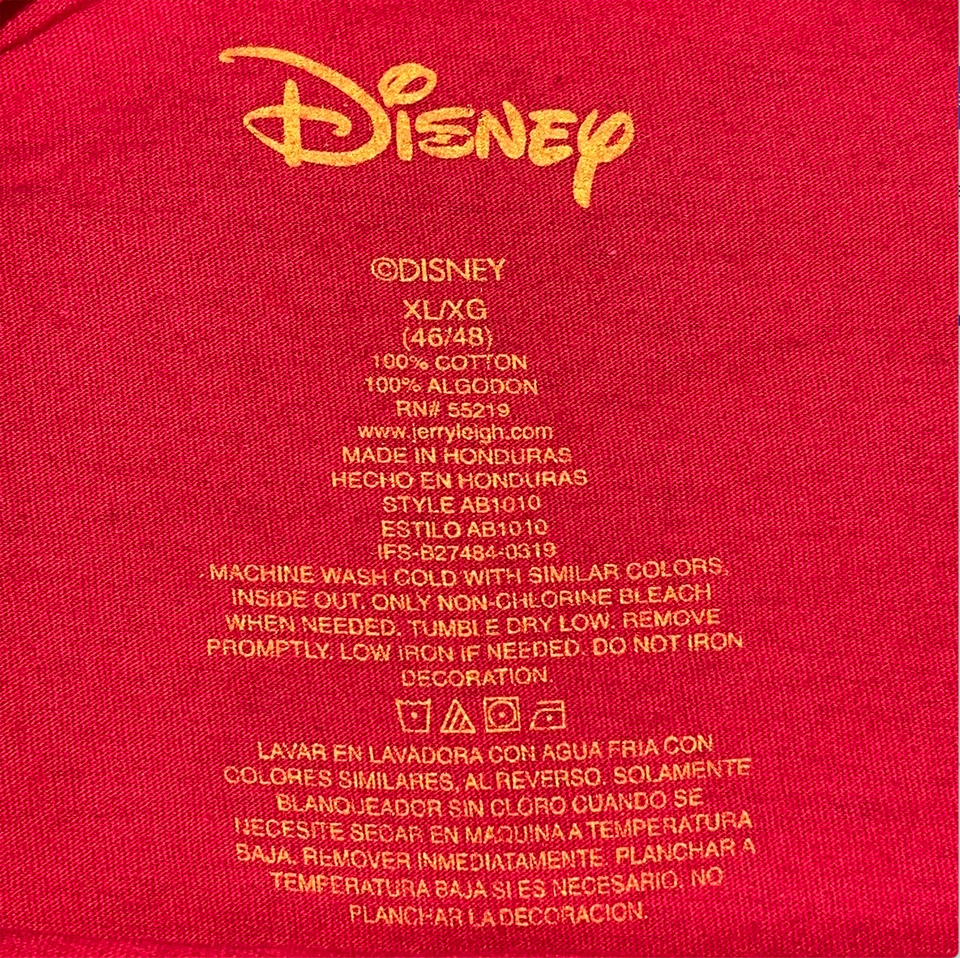 Disney
©DISNEY
XL/XG
(46/48)
100% COTTON
100% ALGODON
RN# 55219
www.jerryleigh.com
MADE IN HONDURAS
HECHO EN HONDURAS
STYLE AB1010
ESTILO AB1010
IFS-B27484-0319
MACHINE WASH COLD WITH SIMILAR COLORS,
INSIDE OUT. ONLY NON-CHLORINE BLEACH
WHEN NEEDED. TUMBLE DRY LOW. REMOVE
PROMPTLY. LOW IRON IF NEEDED. DO NOT IRON
DECORATION.
LAVAR EN LAVADORA CON AGUA FRIA CON
COLORES SIMILARES, AL REVERSO. SOLAMENTE
BLANQUEADOR SIN CLORO CUANDO SE
NECESITE SECAR EN MAQUINA A TEMPERATURA
BAJA. REMOVER INMEDIATAMENTE. PLANCHAR A
TEMPERATURA BAJA SI ES NECESARIO. NO
PLANCHAR LA DECORACION.